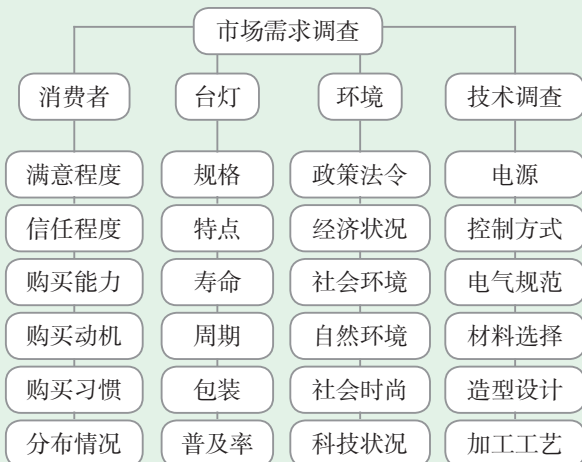 市场需求调查
消费者 台灯 环境 技术调查
满意程度 规格 政策法令 电源
信任程度 特点 经济状况 控制方式
购买能力 寿命 社会环境 电气规范
购买动机 周期 自然环境 材料选择
购买习惯 包装 社会时尚 造型设计
分布情况 普及率 科技状况 加工工艺